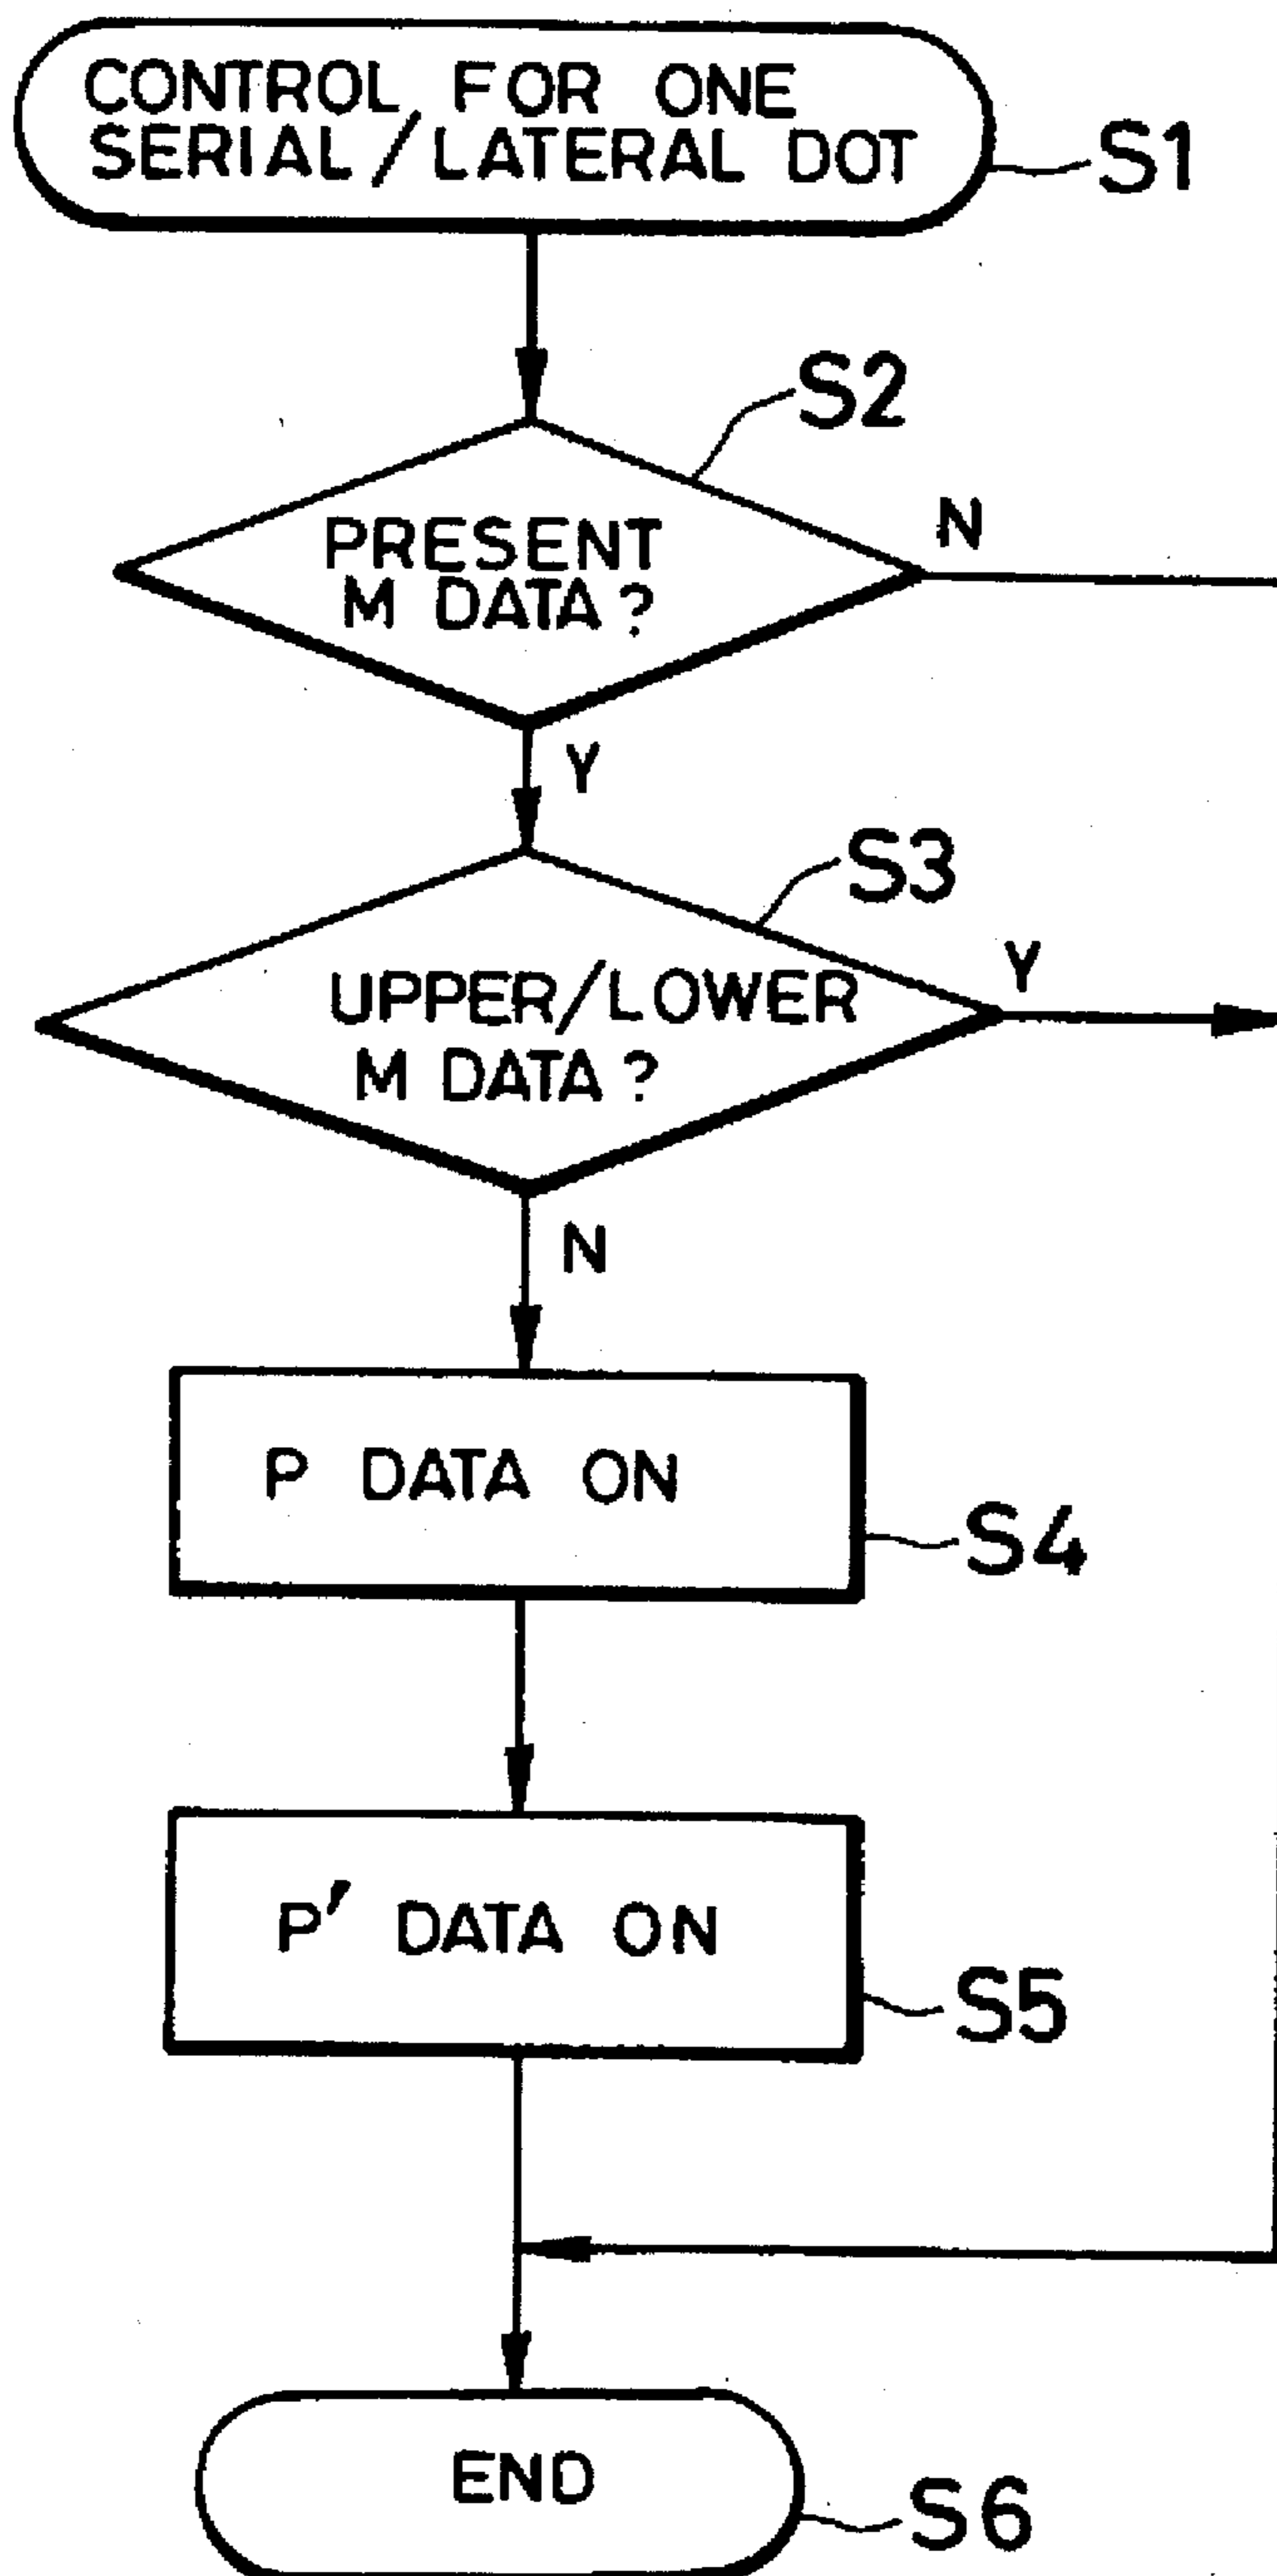 CONTROL FOR ONE
SERIAL/LATERAL DOT
S1
S2
PRESENT
M DATA?
N
Y
S3
UPPER/LOWER
M DATA?
Y
N
P DATA ON
S4
P' DATA ON
S5
END
S6